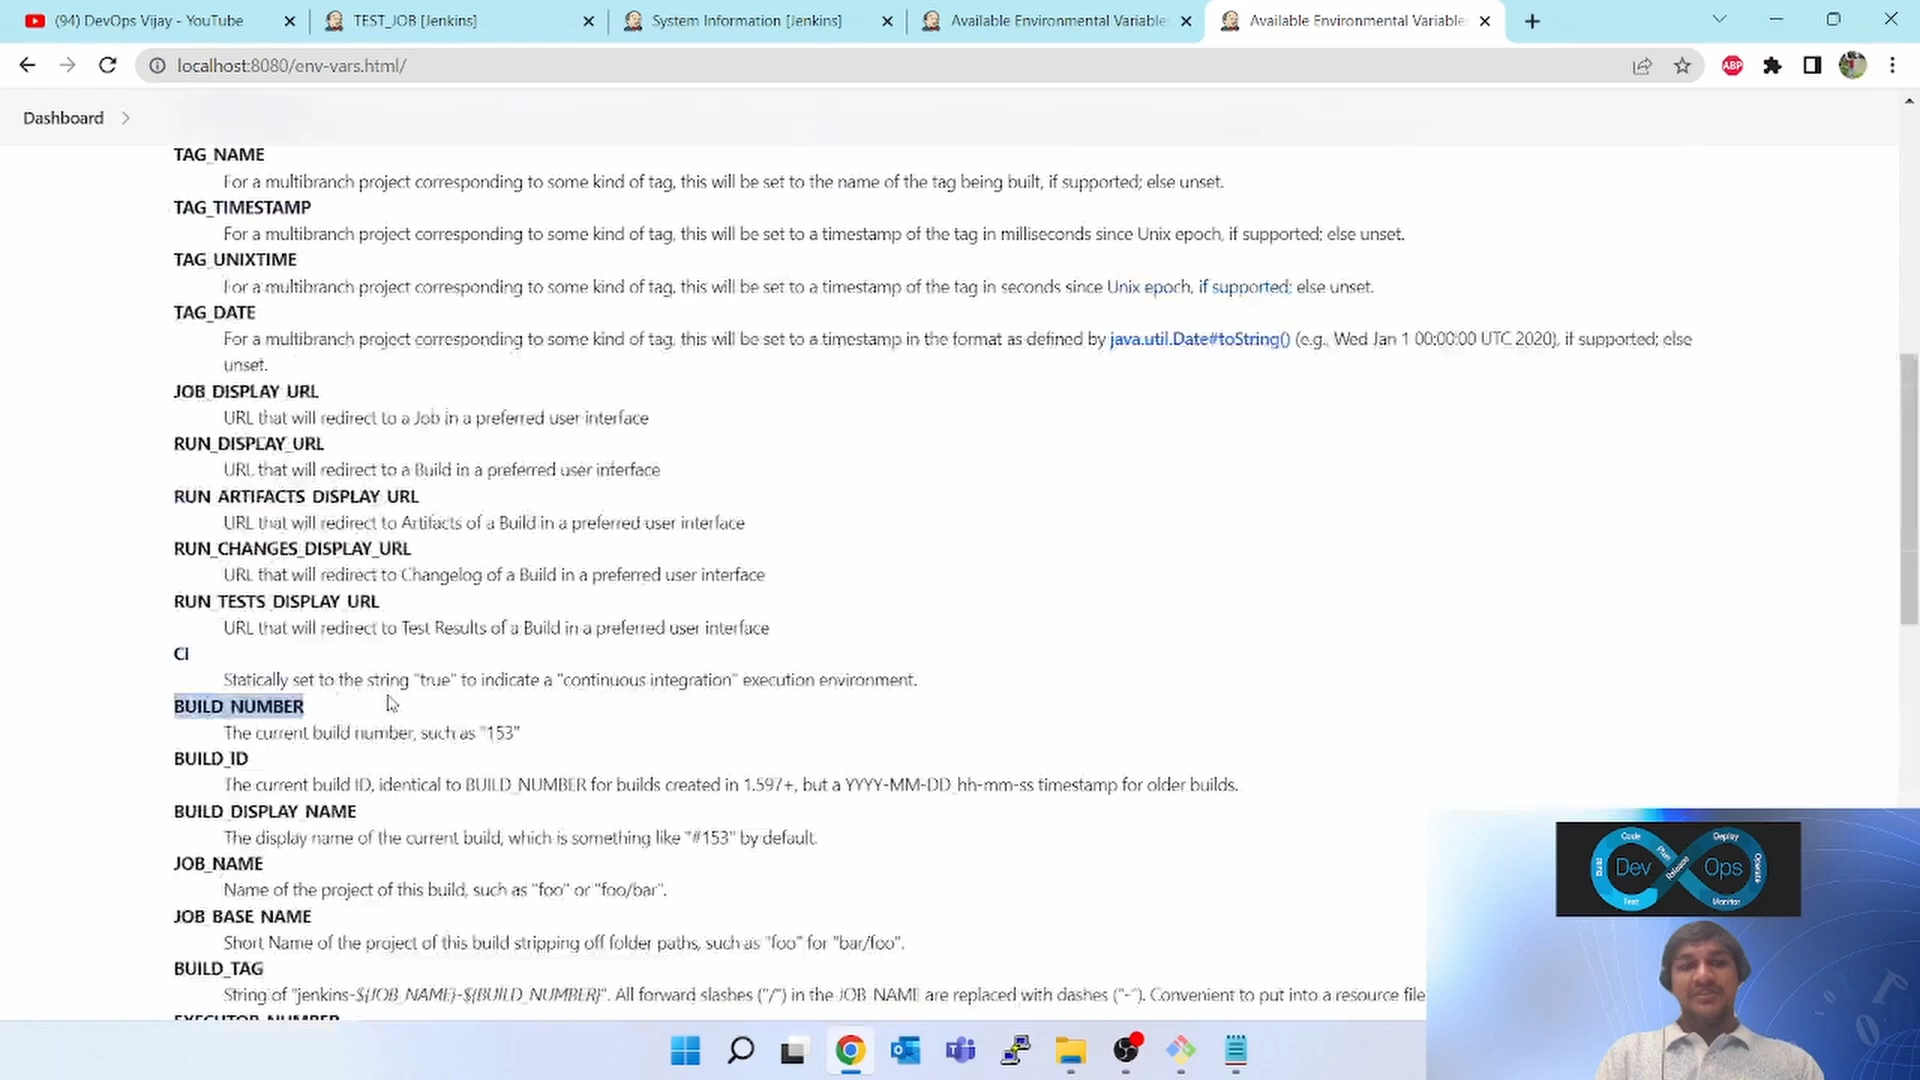 (94) DevOps Vijay - YouTube
TEST_JOB [Jenkins]
System Information [Jenkins]
Available Environmental Variable
Available Environmental Variable
localhost:8080/env-vars.html/
ABP
Dashboard
TAG_NAME
For a multibranch project corresponding to some kind of tag, this will be set to the name of the tag being built, if supported; else unset.
TAG_TIMESTAMP
For a multibranch project corresponding to some kind of tag, this will be set to a timestamp of the tag in milliseconds since Unix epoch, if supported; else unset.
TAG_UNIXTIME
For a multibranch project corresponding to some kind of tag, this will be set to a timestamp of the tag in seconds since Unix epoch, if supported; else unset.
TAG_DATE
For a multibranch project corresponding to some kind of tag, this will be set to a timestamp in the format as defined by java.util.Date#toString() (e.g., Wed Jan 1 00:00:00 UTC 2020), if supported; else
unset.
JOB_DISPLAY_URL
URL that will redirect to a Job in a preferred user interface
RUN_DISPLAY_URL
URL that will redirect to a Build in a preferred user interface
RUN_ARTIFACTS_DISPLAY_URL
URL that will redirect to Artifacts of a Build in a preferred user interface
RUN_CHANGES_DISPLAY_URL
URL that will redirect to Changelog of a Build in a preferred user interface
RUN_TESTS_DISPLAY_URL
URL that will redirect to Test Results of a Build in a preferred user interface
CI
Statically set to the string "true" to indicate a "continuous integration" execution environment.
BUILD_NUMBER
The current build number, such as "153"
BUILD_ID
The current build ID, identical to BUILD_NUMBER for builds created in 1.597+, but a YYYY-MM-DD_hh-mm-ss timestamp for older builds.
BUILD_DISPLAY_NAME
The display name of the current build, which is something like "#153" by default.
JOB_NAME
Name of the project of this build, such as "foo" or "foo/bar".
JOB_BASE_NAME
Short Name of the project of this build stripping off folder paths, such as "foo" for "bar/foo".
BUILD_TAG
String of "jenkins-${JOB_NAME}-${BUILD_NUMBER}". All forward slashes ("/") in the JOB_NAME are replaced with dashes ("-"). Convenient to put into a resource file
EXECUTOR_NUMBER
Code
Deploy
Plan
Build
Dev
Release
Ops
Operate
Test
Monitor